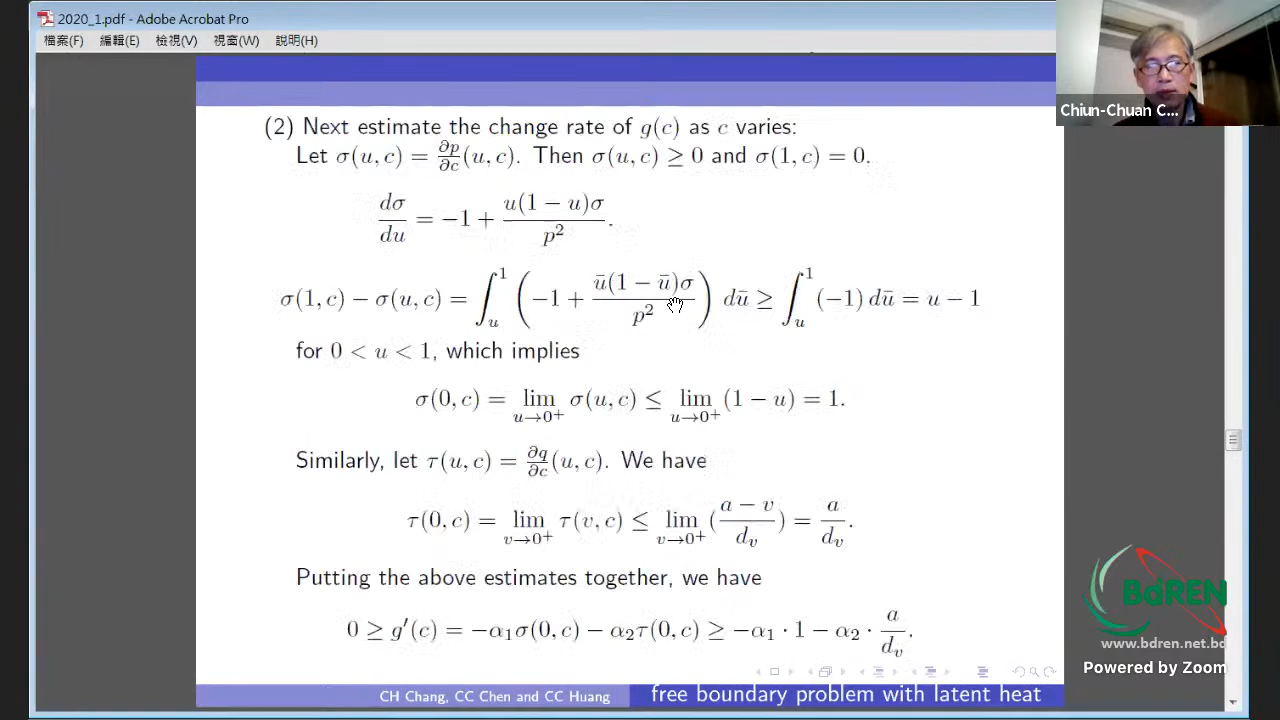 2020_1.pdf - Adobe Acrobat Pro
檔案(F) 編輯(E) 檢視(V) 視窗(W) 說明(H)
Chiun-Chuan C...
(2) Next estimate the change rate of g(c) as c varies:
Let σ(u, c) = ∂p/∂c (u, c). Then σ(u, c) ≥ 0 and σ(1, c) = 0.
dσ/du = −1 + u(1 − u)σ/p².
σ(1, c) − σ(u, c) = ∫_u^1 (−1 + ū(1 − ū)σ/p²) dū ≥ ∫_u^1 (−1) dū = u − 1
for 0 < u < 1, which implies
σ(0, c) = lim_{u→0⁺} σ(u, c) ≤ lim_{u→0⁺} (1 − u) = 1.
Similarly, let τ(u, c) = ∂q/∂c (u, c). We have
τ(0, c) = lim_{v→0⁺} τ(v, c) ≤ lim_{v→0⁺} ((a − v)/d_v) = a/d_v.
Putting the above estimates together, we have
0 ≥ g′(c) = −α₁σ(0, c) − α₂τ(0, c) ≥ −α₁ · 1 − α₂ · a/d_v.
CH Chang, CC Chen and CC Huang free boundary problem with latent heat
BdREN
www.bdren.net.bd
Powered by Zoom